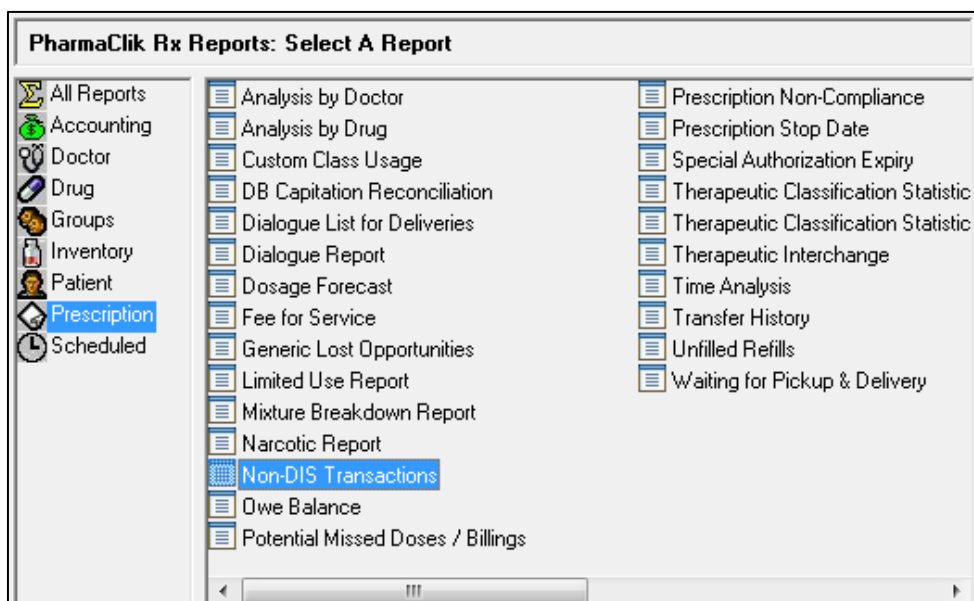 PharmaClik Rx Reports: Select A Report
All Reports
Accounting
Doctor
Drug
Groups
Inventory
Patient
Prescription
Scheduled
Analysis by Doctor
Analysis by Drug
Custom Class Usage
DB Capitation Reconciliation
Dialogue List for Deliveries
Dialogue Report
Dosage Forecast
Fee for Service
Generic Lost Opportunities
Limited Use Report
Mixture Breakdown Report
Narcotic Report
Non-DIS Transactions
Owe Balance
Potential Missed Doses / Billings
Prescription Non-Compliance
Prescription Stop Date
Special Authorization Expiry
Therapeutic Classification Statistic
Therapeutic Classification Statistic
Therapeutic Interchange
Time Analysis
Transfer History
Unfilled Refills
Waiting for Pickup & Delivery